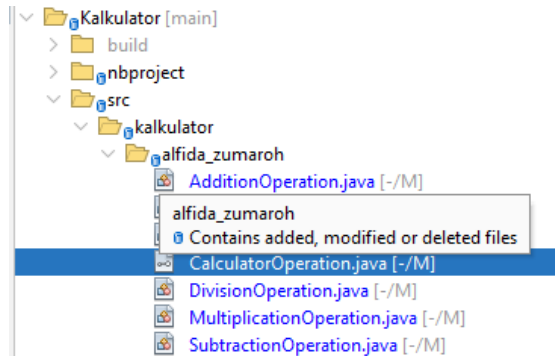 Kalkulator [main]
build
nbproject
src
kalkulator
alfida_zumaroh
AdditionOperation.java [-/M]
alfida_zumaroh
Contains added, modified or deleted files
CalculatorOperation.java [-/M]
DivisionOperation.java [-/M]
MultiplicationOperation.java [-/M]
SubtractionOperation.java [-/M]